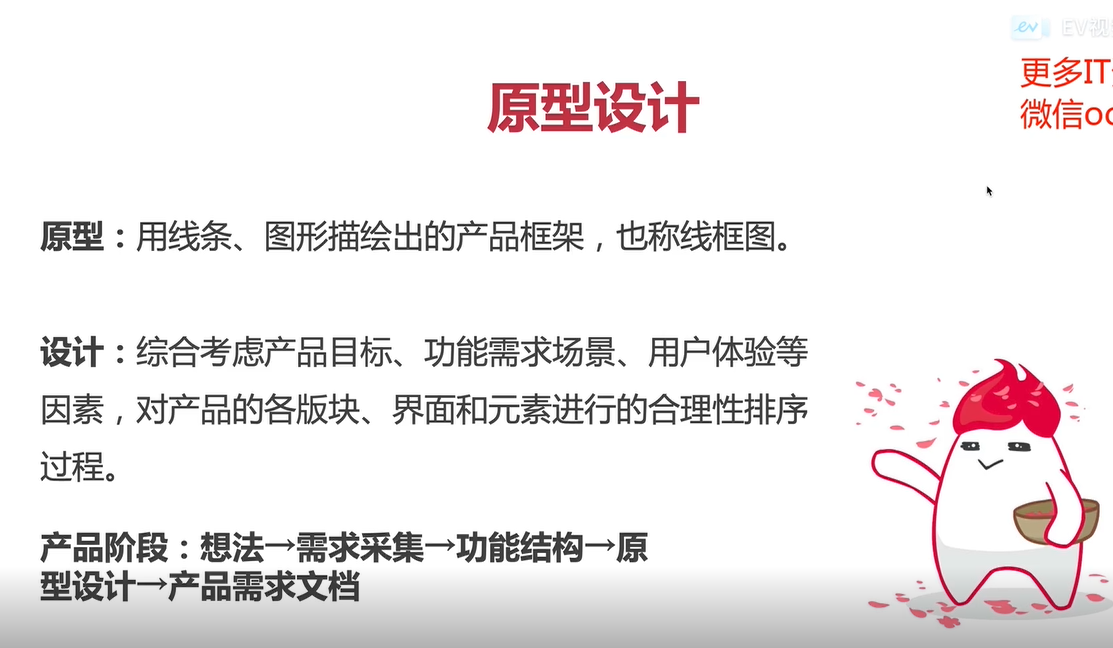 EV视
更多IT
微信
原型设计
原型：用线条、图形描绘出的产品框架，也称线框图。
设计：综合考虑产品目标、功能需求场景、用户体验等
因素，对产品的各版块、界面和元素进行的合理性排序
过程。
产品阶段：想法→需求采集→功能结构→原
型设计→产品需求文档